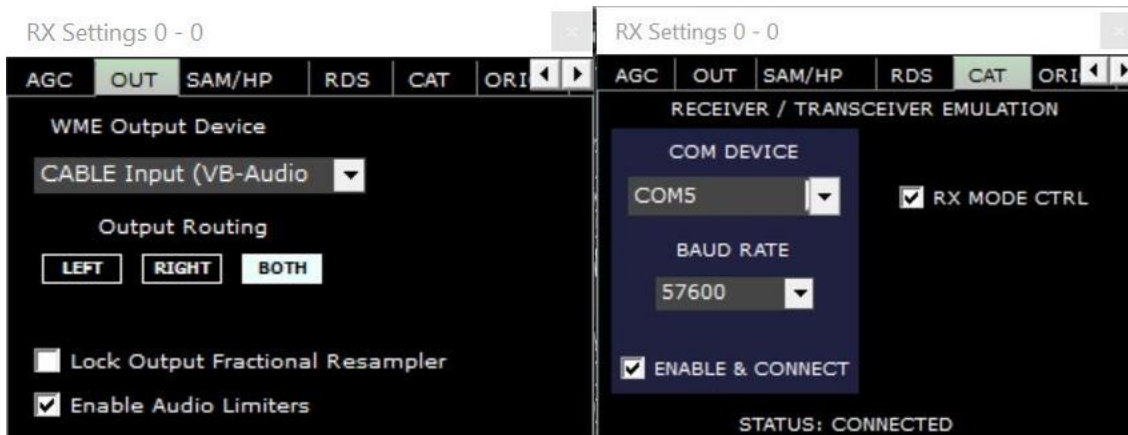 RX Settings 0 - 0
AGC OUT SAM/HP RDS CAT
WME Output Device
CABLE Input (VB-Audio
Output Routing
LEFT RIGHT BOTH
Lock Output Fractional Resampler
Enable Audio Limiters
RX Settings 0 - 0
AGC OUT SAM/HP RDS CAT
RECEIVER / TRANSCEIVER EMULATION
COM DEVICE
COM5
RX MODE CTRL
BAUD RATE
57600
ENABLE & CONNECT
STATUS: CONNECTED